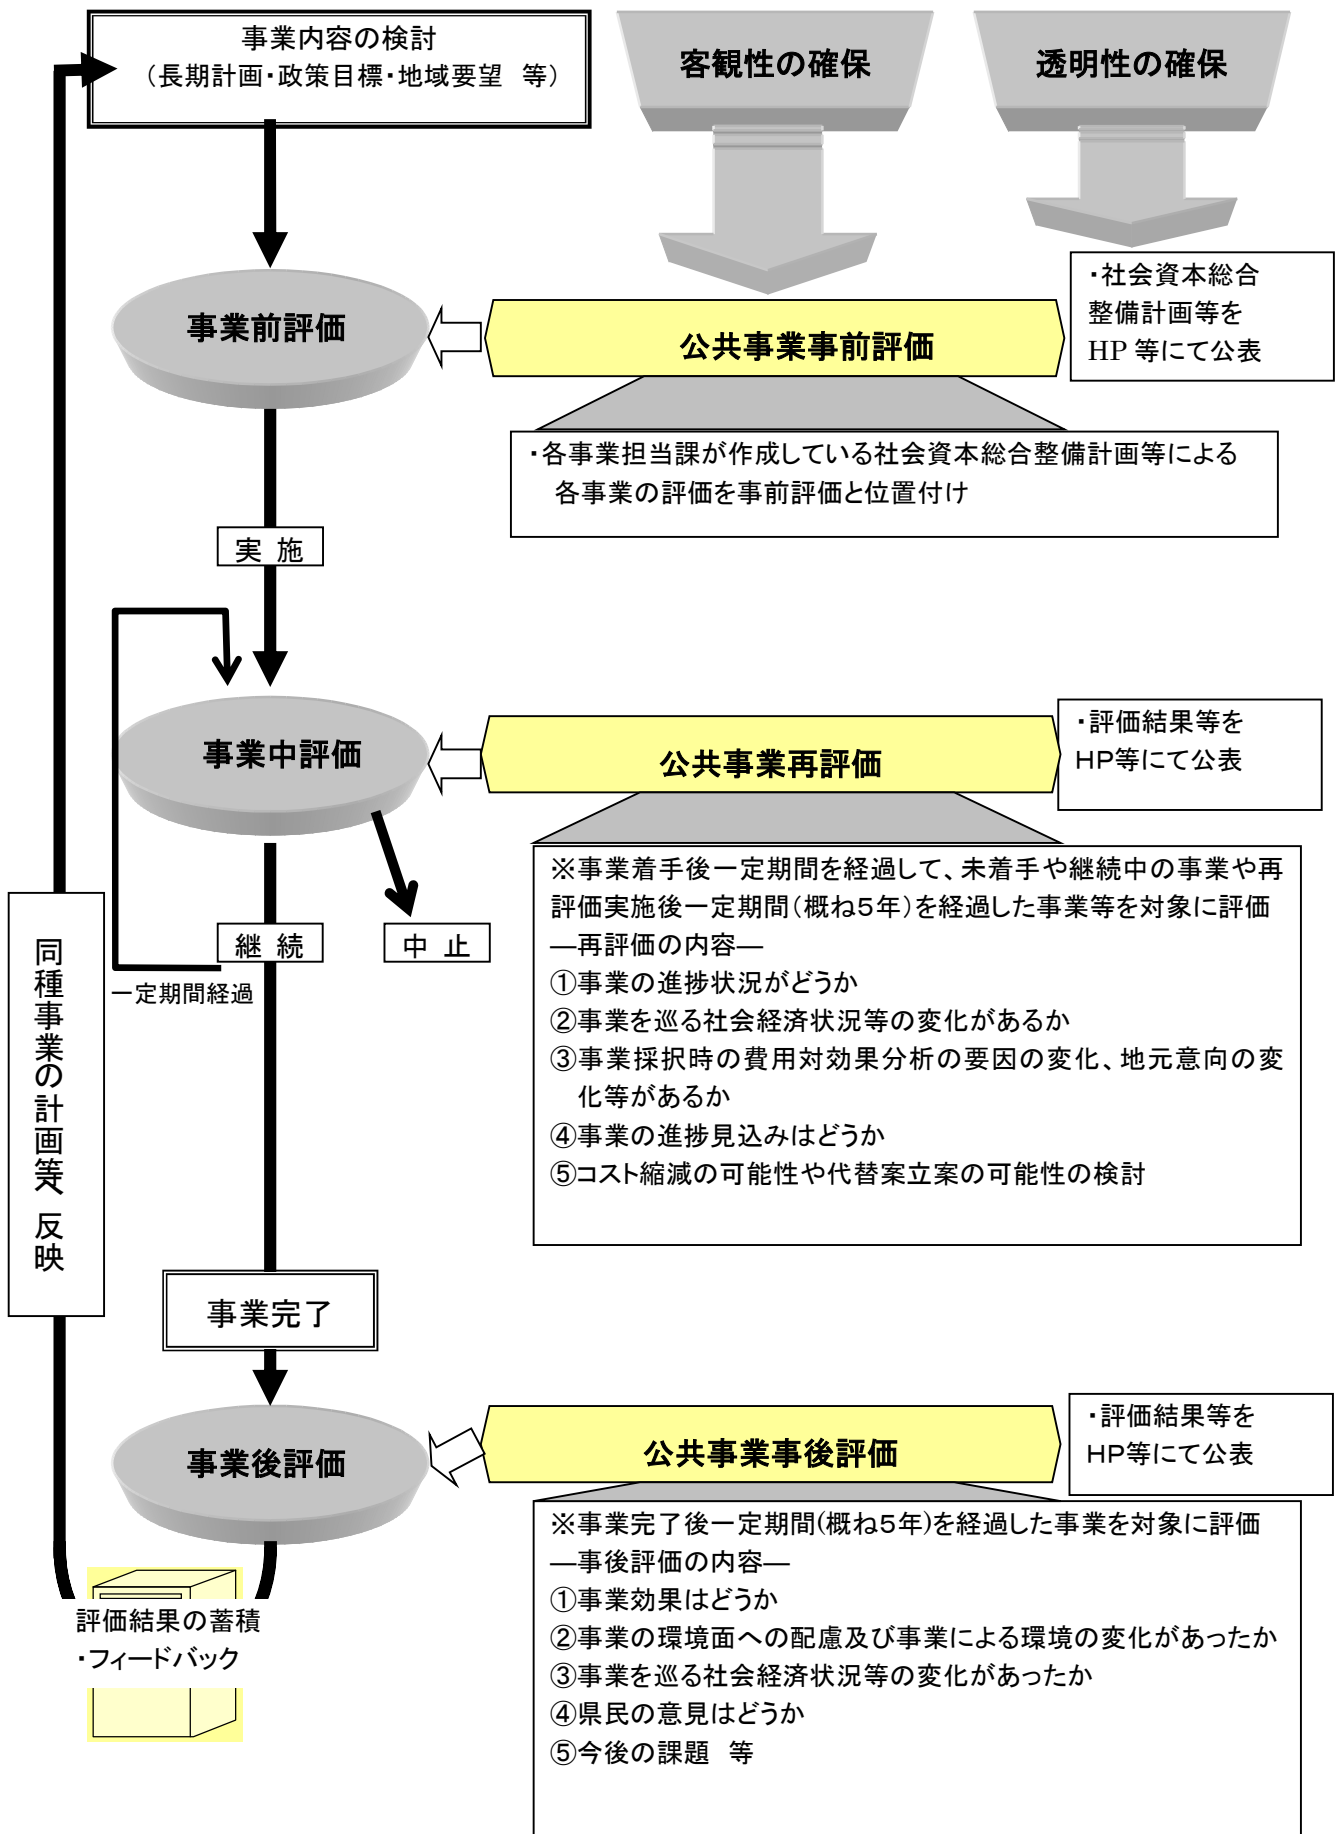 事業内容の検討
（長期計画・政策目標・地域要望　等）
客観性の確保
透明性の確保
事業前評価
公共事業事前評価
・社会資本総合
整備計画等を
HP 等にて公表
・各事業担当課が作成している社会資本総合整備計画等による
各事業の評価を事前評価と位置付け
実 施
事業中評価
公共事業再評価
・評価結果等を
HP等にて公表
※事業着手後一定期間を経過して、未着手や継続中の事業や再
評価実施後一定期間（概ね５年）を経過した事業等を対象に評価
―再評価の内容―
①事業の進捗状況がどうか
②事業を巡る社会経済状況等の変化があるか
③事業採択時の費用対効果分析の要因の変化、地元意向の変
化等があるか
④事業の進捗見込みはどうか
⑤コスト縮減の可能性や代替案立案の可能性の検討
継 続
中 止
一定期間経過
同種事業の計画等へ反映
事業完了
事業後評価
公共事業事後評価
・評価結果等を
HP等にて公表
※事業完了後一定期間(概ね５年)を経過した事業を対象に評価
―事後評価の内容―
①事業効果はどうか
②事業の環境面への配慮及び事業による環境の変化があったか
③事業を巡る社会経済状況等の変化があったか
④県民の意見はどうか
⑤今後の課題　等
評価結果の蓄積
・フィードバック